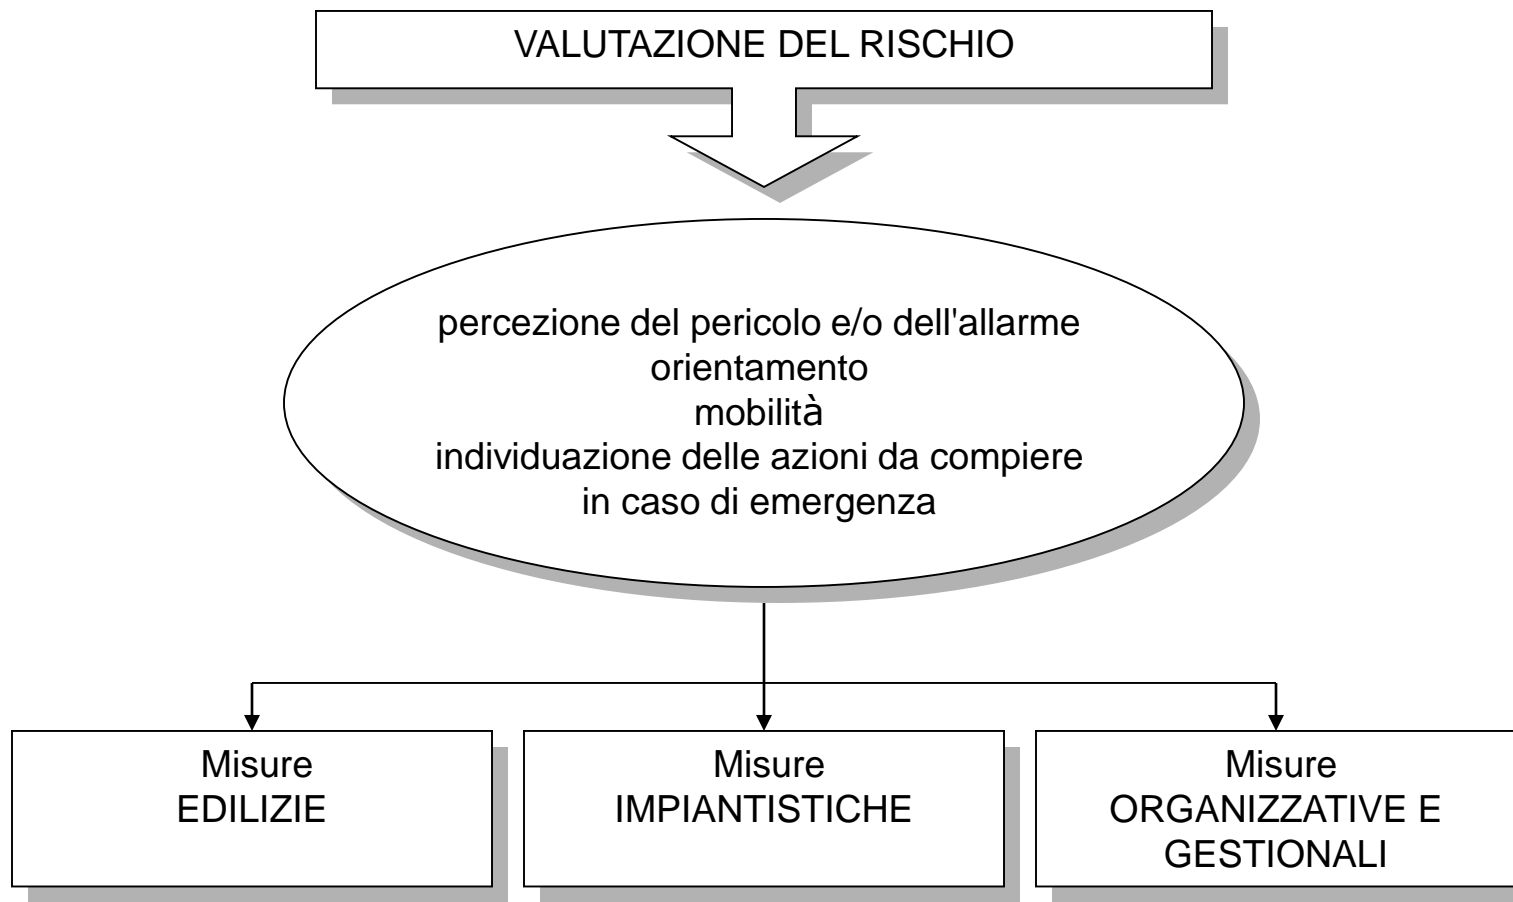 VALUTAZIONE DEL RISCHIO
percezione del pericolo e/o dell'allarme
orientamento
mobilità
individuazione delle azioni da compiere
in caso di emergenza
Misure
EDILIZIE
Misure
IMPIANTISTICHE
Misure
ORGANIZZATIVE E
GESTIONALI